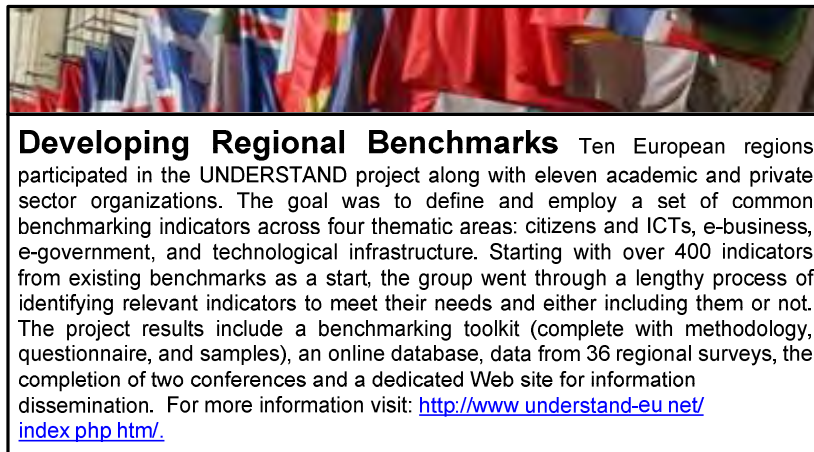 Developing Regional Benchmarks Ten European regions
participated in the UNDERSTAND project along with eleven academic and private
sector organizations. The goal was to define and employ a set of common
benchmarking indicators across four thematic areas: citizens and ICTs, e-business,
e-government, and technological infrastructure. Starting with over 400 indicators
from existing benchmarks as a start, the group went through a lengthy process of
identifying relevant indicators to meet their needs and either including them or not.
The project results include a benchmarking toolkit (complete with methodology,
questionnaire, and samples), an online database, data from 36 regional surveys, the
completion of two conferences and a dedicated Web site for information
dissemination. For more information visit: http://www understand-eu net/
index php htm/.